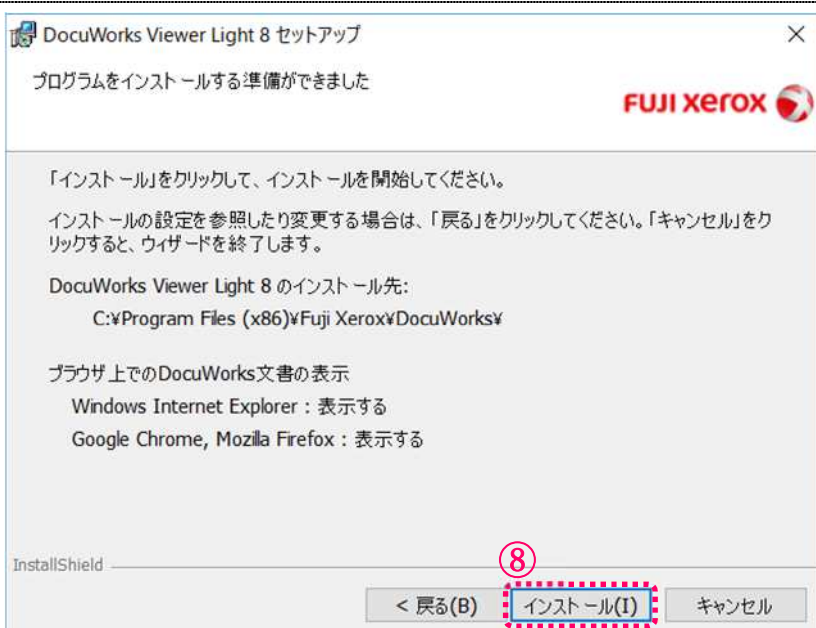 DocuWorks Viewer Light 8 セットアップ
プログラムをインストールする準備ができました
FUJI xerox
「インストール」をクリックして、インストールを開始してください。
インストールの設定を参照したり変更する場合は、「戻る」をクリックしてください。「キャンセル」をク
リックすると、ウィザードを終了します。
DocuWorks Viewer Light 8 のインストール先:
C:¥Program Files (x86)¥Fuji Xerox¥DocuWorks¥
ブラウザ上でのDocuWorks文書の表示
Windows Internet Explorer : 表示する
Google Chrome, Mozilla Firefox : 表示する
InstallShield
⑧
< 戻る(B) インストール(I) キャンセル